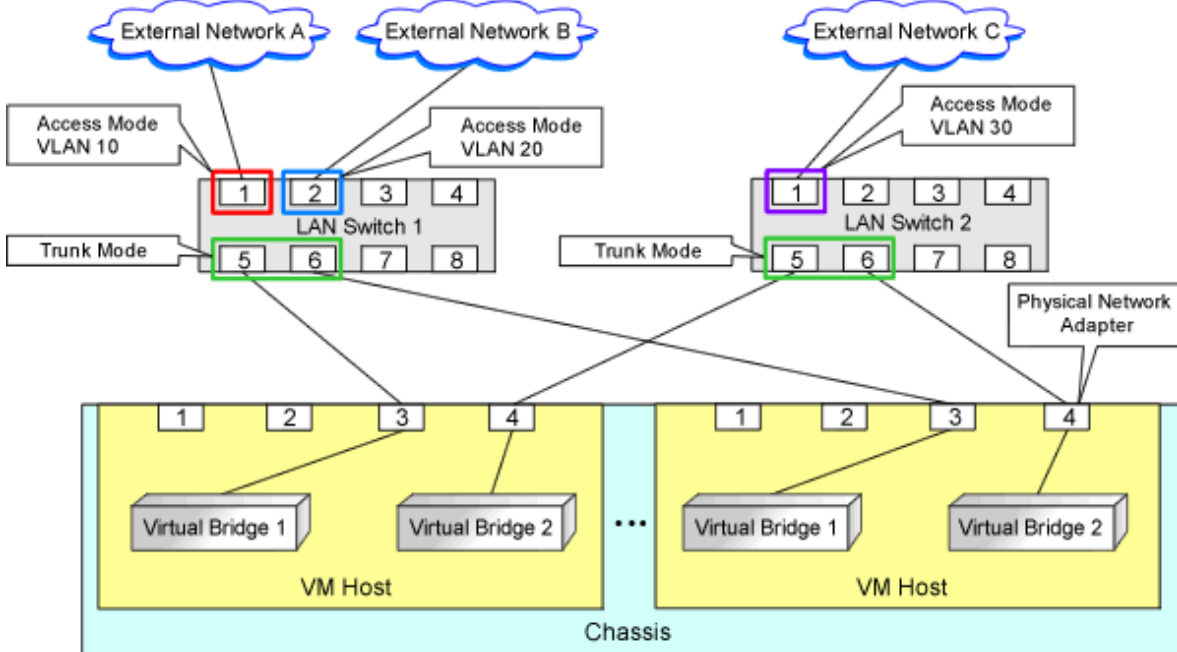 External Network A
External Network B
External Network C
Access Mode
VLAN 10
Access Mode
VLAN 20
Access Mode
VLAN 30
1 2 3 4
LAN Switch 1
5 6 7 8
1 2 3 4
LAN Switch 2
5 6 7 8
Trunk Mode
Trunk Mode
Physical Network
Adapter
1 2 3 4
1 2 3 4
Virtual Bridge 1
Virtual Bridge 2
...
Virtual Bridge 1
Virtual Bridge 2
VM Host
VM Host
Chassis